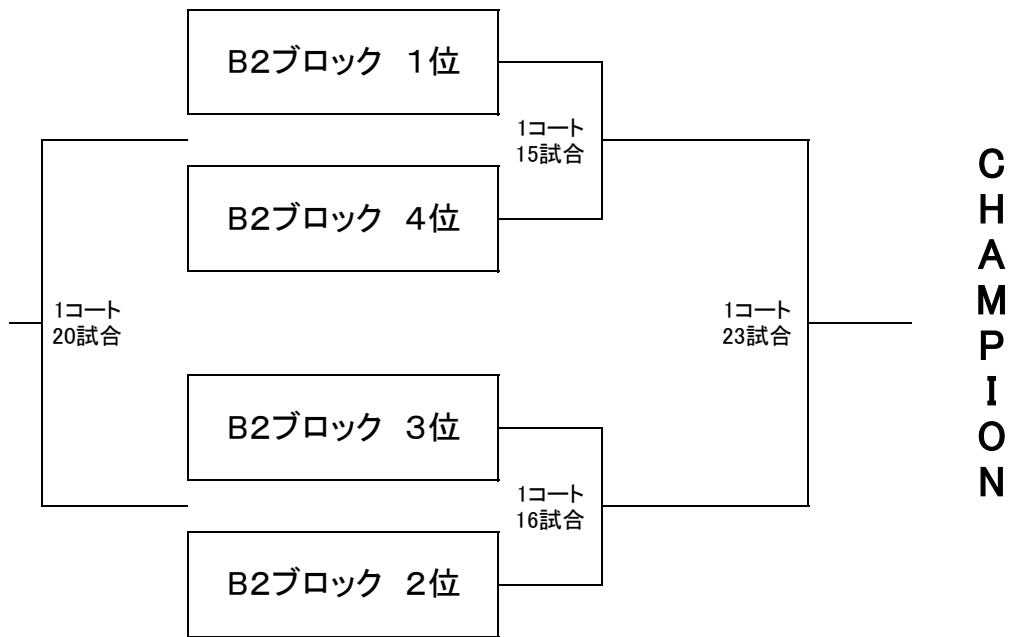 B2ブロック　１位
1コート
15試合
B2ブロック　４位
1コート
20試合
1コート
23試合
B2ブロック　３位
1コート
16試合
B2ブロック　２位
CHAMPION